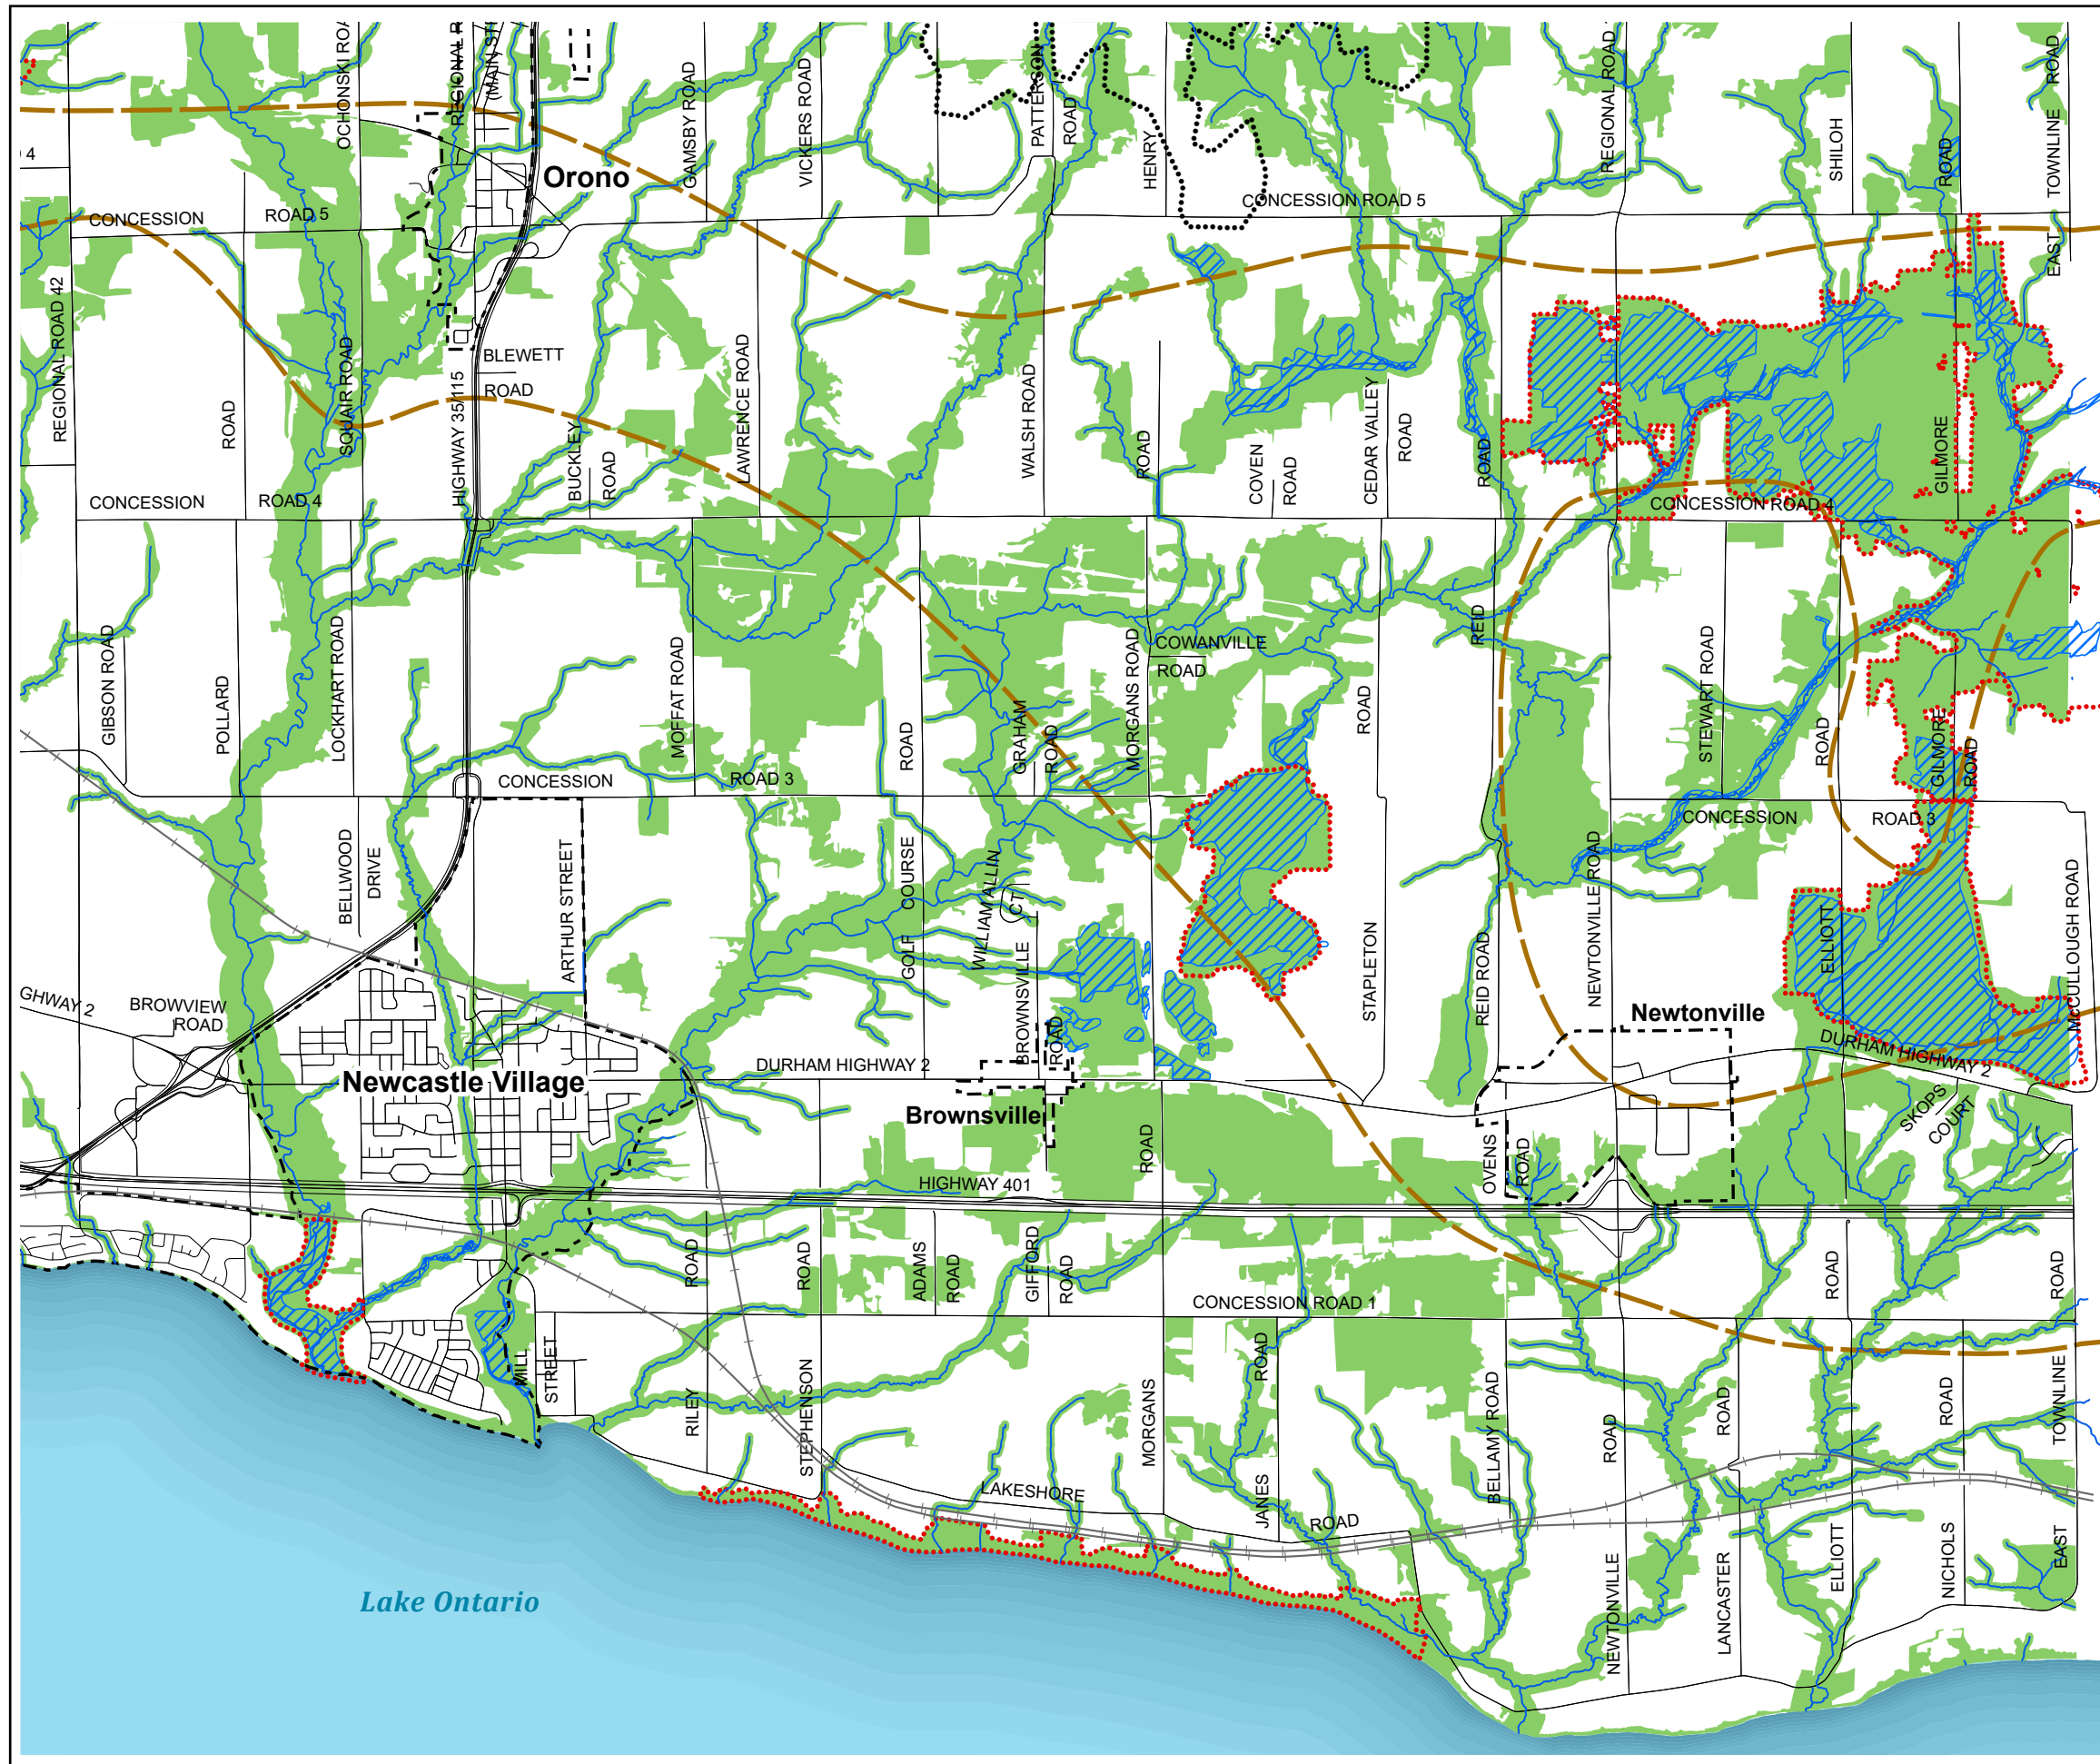 OCHONSKI ROA
REGIONAL R
(MAIN ST
GAMSBY ROAD
VICKERS ROAD
PATTERSON
ROAD
HENRY
REGIONAL ROAD
SHILOH
ROAD
EAST TOWNLINE ROAD
4
Orono
CONCESSION
ROAD 5
CONCESSION ROAD 5
REGIONAL ROAD 42
ROAD
SQUAIR ROAD
HIGHWAY 35/115
BLEWETT
ROAD
BUCKLEY
ROAD
LAWRENCE ROAD
WALSH ROAD
ROAD
COVEN
ROAD
CEDAR VALLEY
ROAD
ROAD
GILMORE
CONCESSION
ROAD 4
CONCESSION ROAD 4
GIBSON ROAD
POLLARD
LOCKHART ROAD
MOFFAT ROAD
ROAD
GRAHAM
ROAD
MORGANS ROAD
COWANVILLE
ROAD
ROAD
REID
STEWART ROAD
ROAD
GILMORE
GILMORE
ROAD
CONCESSION
ROAD 3
CONCESSION
ROAD 3
BELLWOOD
DRIVE
ARTHUR STREET
GOLF COURSE
WILLIAM ALLIN
CT
BROWNSVILLE
ROAD
STAPLETON
REID ROAD
NEWTONVILLE ROAD
ELLIOTT
McCULLOUGH ROAD
GHWAY 2
BROWVIEW
ROAD
Newtonville
DURHAM HIGHWAY 2
DURHAM HIGHWAY 2
Newcastle Village
Brownsville
SKOPS
COURT
ROAD
OVENS
ROAD
HIGHWAY 401
ROAD
ROAD
ADAMS
ROAD
GIFFORD
ROAD
ROAD
ROAD
CONCESSION ROAD 1
MILL
STREET
RILEY
STEPHENSON
MORGANS
JANES
ROAD
BELLAMY ROAD
ROAD
ROAD
ROAD
TOWNLINE
LAKESHORE
ROAD
Lake Ontario
NEWTONVILLE
LANCASTER
ELLIOTT
NICHOLS
EAST